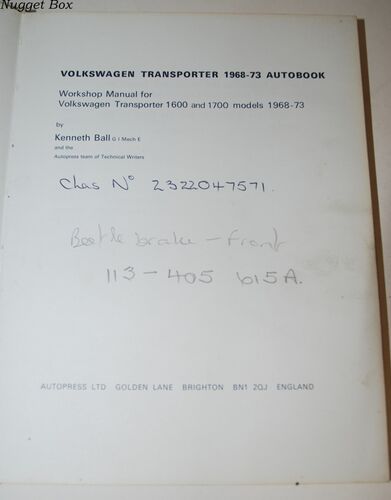 Nugget Box
VOLKSWAGEN TRANSPORTER 1968-73 AUTOBOOK
Workshop Manual for
Volkswagen Transporter 1600 and 1700 models 1968-73
by
Kenneth Ball G I Mech E
and the
Autopress team of Technical Writers
Chas Nº 2322047571.
Beetle brake - front
113 - 405 615A.
AUTOPRESS LTD GOLDEN LANE BRIGHTON BN1 2QJ ENGLAND